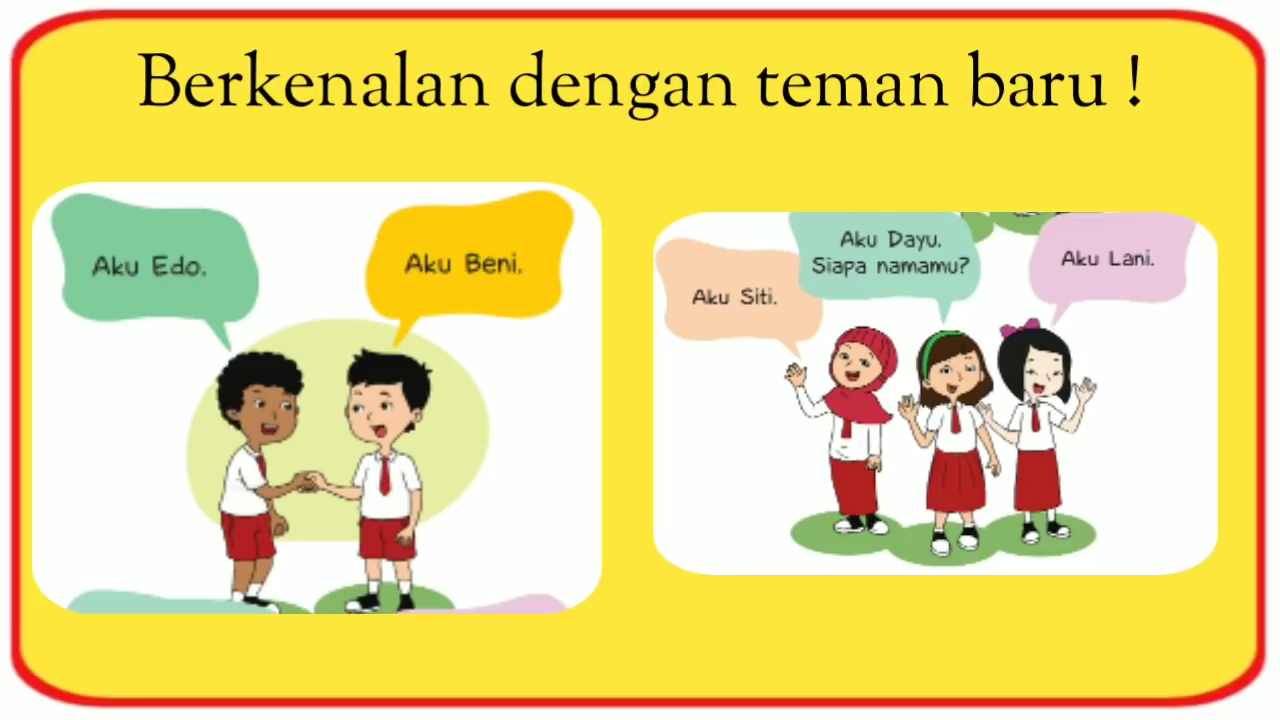 Berkenalan dengan teman baru !
Aku Edo.
Aku Beni.
Aku Siti.
Aku Dayu.
Siapa namamu?
Aku Lani.